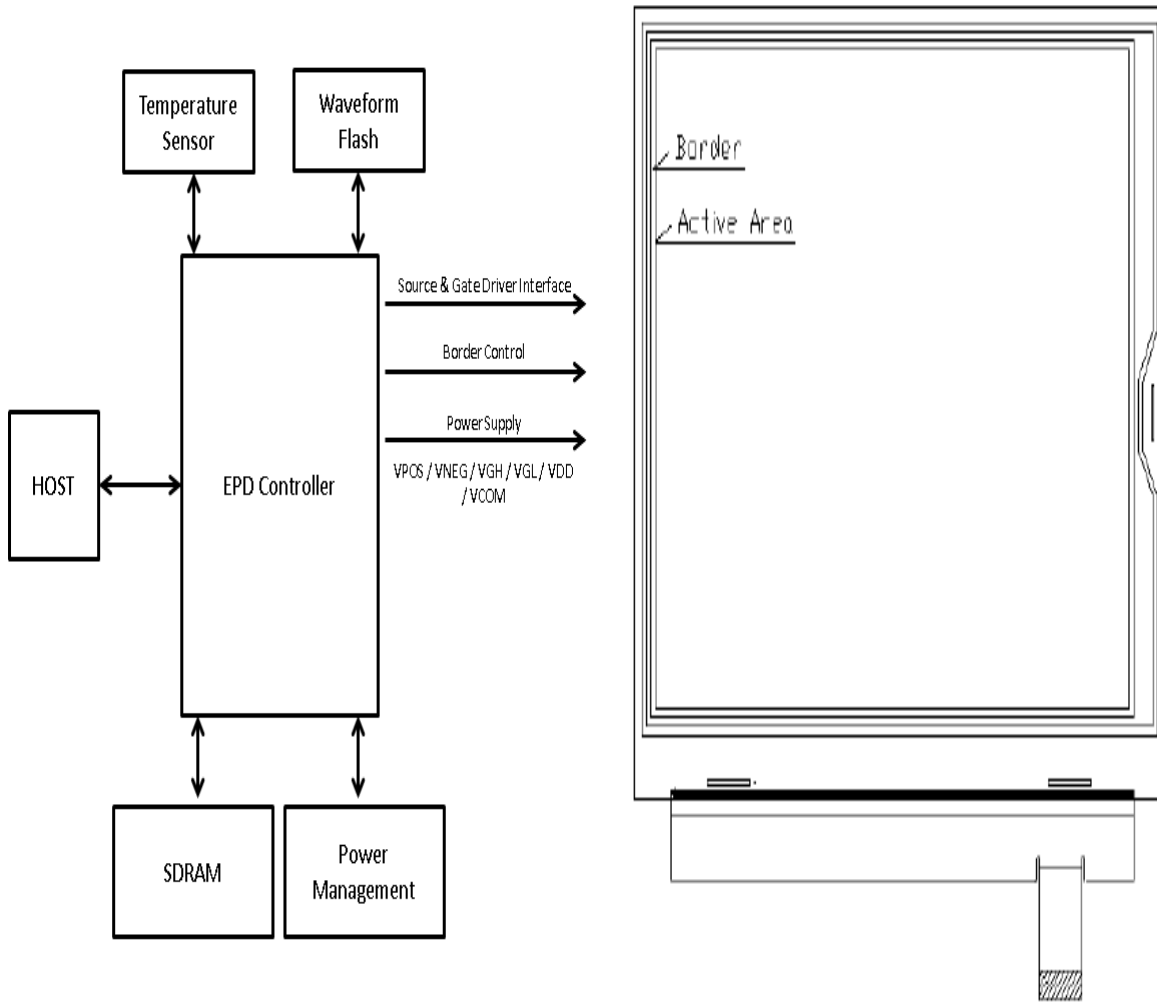 Temperature
Sensor
Waveform
Flash
Source & Gate Driver Interface
Border Control
Power Supply
VPOS / VNEG / VGH / VGL / VDD
/ VCOM
HOST
EPD Controller
SDRAM
Power
Management
Border
Active Area